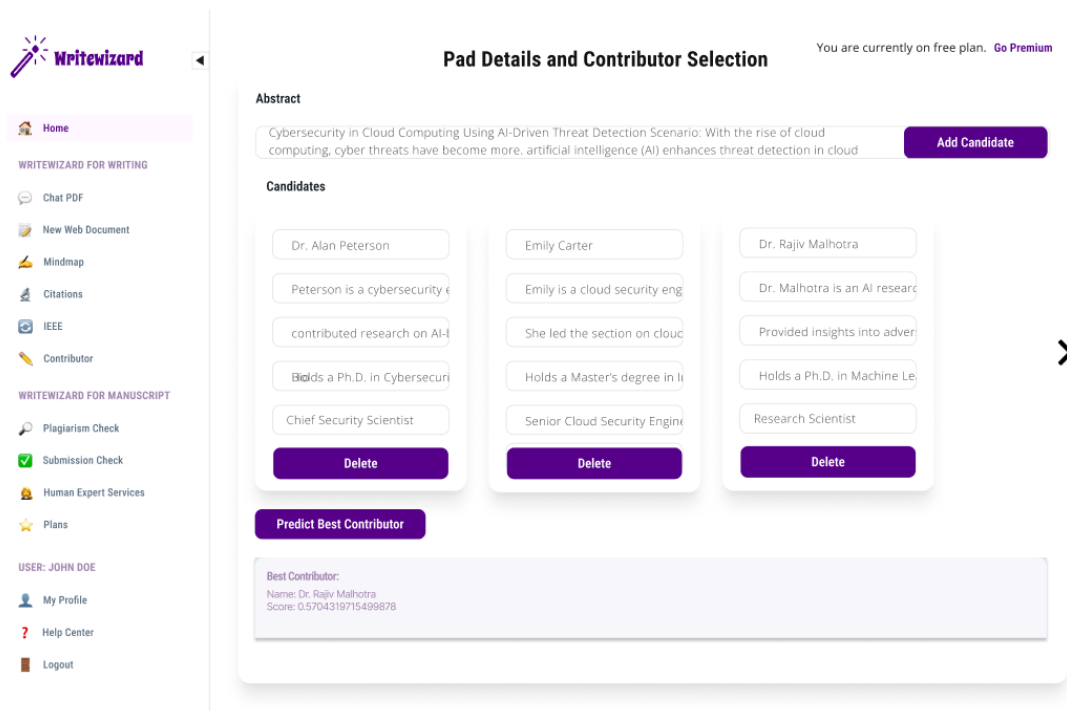 Writewizard
Home
WRITEWIZARD FOR WRITING
Chat PDF
New Web Document
Mindmap
Citations
IEEE
Contributor
WRITEWIZARD FOR MANUSCRIPT
Plagiarism Check
Submission Check
Human Expert Services
Plans
USER: JOHN DOE
My Profile
Help Center
Logout
Pad Details and Contributor Selection
You are currently on free plan. Go Premium
Abstract
Cybersecurity in Cloud Computing Using AI-Driven Threat Detection Scenario: With the rise of cloud
computing, cyber threats have become more. artificial intelligence (AI) enhances threat detection in cloud
Add Candidate
Candidates
Dr. Alan Peterson
Peterson is a cybersecurity
contributed research on
Holds a Ph.D. in Cybersecuri
Chief Security Scientist
Delete
Emily Carter
Emily is a cloud security eng
She led the section on clou
Holds a Master's degree in
Senior Cloud Security Engine
Delete
Dr. Rajiv Malhotra
Dr. Malhotra is an AI researc
Provided insights into adver
Holds a Ph.D. in Machine Le
Research Scientist
Delete
Predict Best Contributor
Best Contributor:
Name: Dr. Rajiv Malhotra
Score: 0.5704319715499878